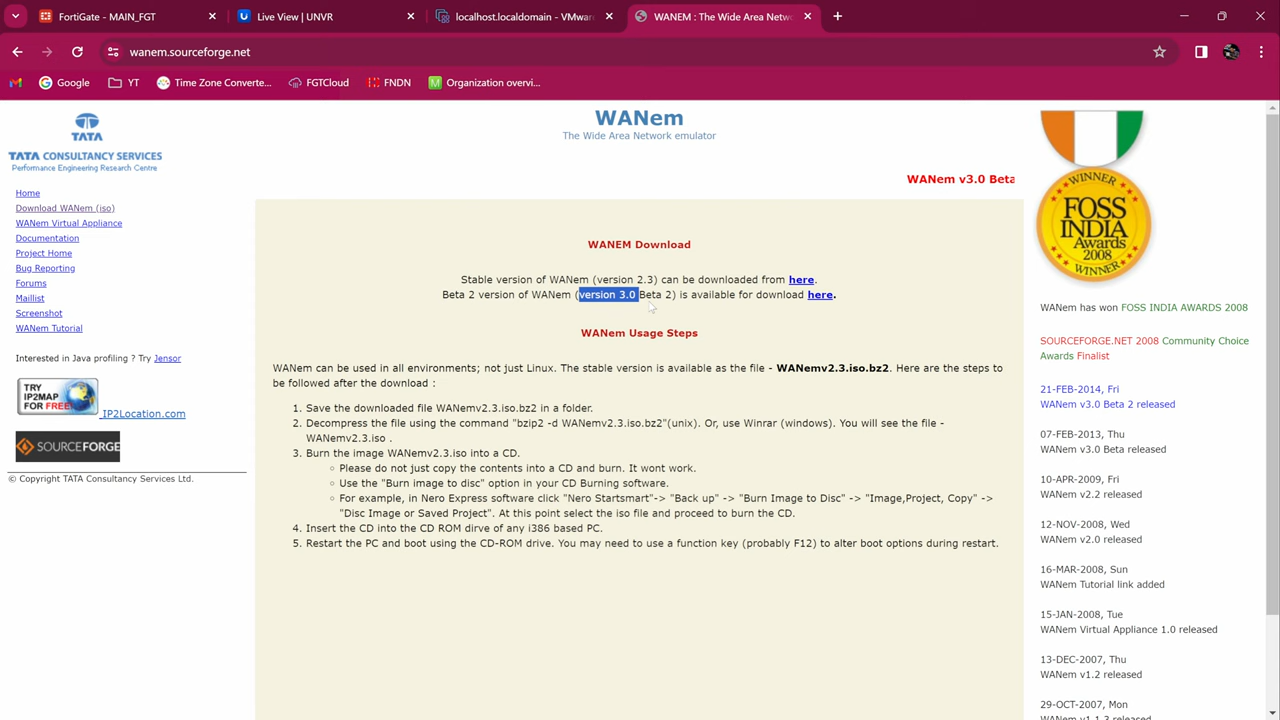 FortiGate - MAIN_FGT
Live View | UNVR
localhost.localdomain - VMwar
WANEM : The Wide Area Netwo
wanem.sourceforge.net
Google
YT
Time Zone Converte...
FGTCloud
FNDN
Organization overvi...
TATA
TATA CONSULTANCY SERVICES
Performance Engineering Research Centre
Home
Download WANem (iso)
WANem Virtual Appliance
Documentation
Project Home
Bug Reporting
Forums
Maillist
Screenshot
WANem Tutorial
Interested in Java profiling ? Try Jensor
TRY
IP2MAP
FOR FREE!
IP2Location.com
SOURCEFORGE
© Copyright TATA Consultancy Services Ltd.
WANem
The Wide Area Network emulator
WANem v3.0 Beta
WANEM Download
Stable version of WANem (version 2.3) can be downloaded from here.
Beta 2 version of WANem (version 3.0 Beta 2) is available for download here.
WANem Usage Steps
WANem can be used in all environments; not just Linux. The stable version is available as the file - WANemv2.3.iso.bz2. Here are the steps to
be followed after the download :
1. Save the downloaded file WANemv2.3.iso.bz2 in a folder.
2. Decompress the file using the command "bzip2 -d WANemv2.3.iso.bz2"(unix). Or, use Winrar (windows). You will see the file -
WANemv2.3.iso .
3. Burn the image WANemv2.3.iso into a CD.
Please do not just copy the contents into a CD and burn. It wont work.
Use the "Burn image to disc" option in your CD Burning software.
For example, in Nero Express software click "Nero Startsmart"-> "Back up" -> "Burn Image to Disc" -> "Image,Project, Copy" ->
"Disc Image or Saved Project". At this point select the iso file and proceed to burn the CD.
4. Insert the CD into the CD ROM dirve of any i386 based PC.
5. Restart the PC and boot using the CD-ROM drive. You may need to use a function key (probably F12) to alter boot options during restart.
WINNER
FOSS
INDIA
Awards
2008
WINNER
WANem has won FOSS INDIA AWARDS 2008
SOURCEFORGE.NET 2008 Community Choice
Awards Finalist
21-FEB-2014, Fri
WANem v3.0 Beta 2 released
07-FEB-2013, Thu
WANem v3.0 Beta released
10-APR-2009, Fri
WANem v2.2 released
12-NOV-2008, Wed
WANem v2.0 released
16-MAR-2008, Sun
WANem Tutorial link added
15-JAN-2008, Tue
WANem Virtual Appliance 1.0 released
13-DEC-2007, Thu
WANem v1.2 released
29-OCT-2007, Mon
WANem v1.1.3 released